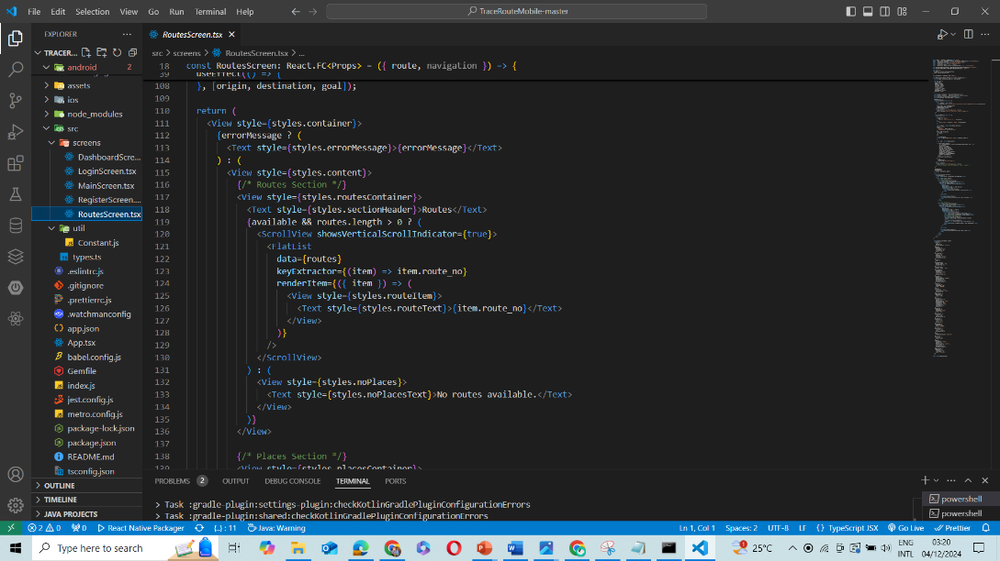 File Edit Selection View Go Run Terminal Help
TraceRouteMobile-master
EXPLORER
TRACER...
android 2
assets
ios
node_modules
src
screens
DashboardScre...
LoginScreen.tsx
MainScreen.tsx
RegisterScreen....
RoutesScreen.tsx
util
Constant.js
types.ts
.eslintrc.js
.gitignore
.prettierrc.js
.watchmanconfig
app.json
App.tsx
babel.config.js
Gemfile
index.js
jest.config.js
metro.config.js
package-lock.json
package.json
README.md
tsconfig.json
OUTLINE
TIMELINE
JAVA PROJECTS
RoutesScreen.tsx
src > screens > RoutesScreen.tsx > ...
18 const RoutesScreen: React.FC<Props> = ({ route, navigation }) => {
39 useEffect(() => {
108 }, [origin, destination, goal]);
109
110 return (
111 <View style={styles.container}>
112 {errorMessage ? (
113 <Text style={styles.errorMessage}>{errorMessage}</Text>
114 ) : (
115 <View style={styles.content}>
116 {/* Routes Section */}
117 <View style={styles.routesContainer}>
118 <Text style={styles.sectionHeader}>Routes</Text>
119 {available && routes.length > 0 ? (
120 <ScrollView showsVerticalScrollIndicator={true}>
121 <FlatList
122 data={routes}
123 keyExtractor={(item) => item.route_no}
124 renderItem={({ item }) => (
125 <View style={styles.routeItem}>
126 <Text style={styles.routeText}>{item.route_no}</Text>
127 </View>
128 )}
129 />
130 </ScrollView>
131 ) : (
132 <View style={styles.noPlaces}>
133 <Text style={styles.noPlacesText}>No routes available.</Text>
134 </View>
135 )}
136 </View>
137
138 {/* Places Section */}
139 <View style={styles.placesContainer}>
PROBLEMS 2 OUTPUT DEBUG CONSOLE TERMINAL PORTS
> Task :gradle-plugin:settings-plugin:checkKotlinGradlePluginConfigurationErrors
> Task :gradle-plugin:shared:checkKotlinGradlePluginConfigurationErrors
powershell
powershell
2 0 0 React Native Packager {..} : 11 Java: Warning
Ln 1, Col 1 Spaces: 2 UTF-8 LF {} TypeScript JSX Go Live Prettier
Type here to search
25°C
ENG
INTL
03:20
04/12/2024